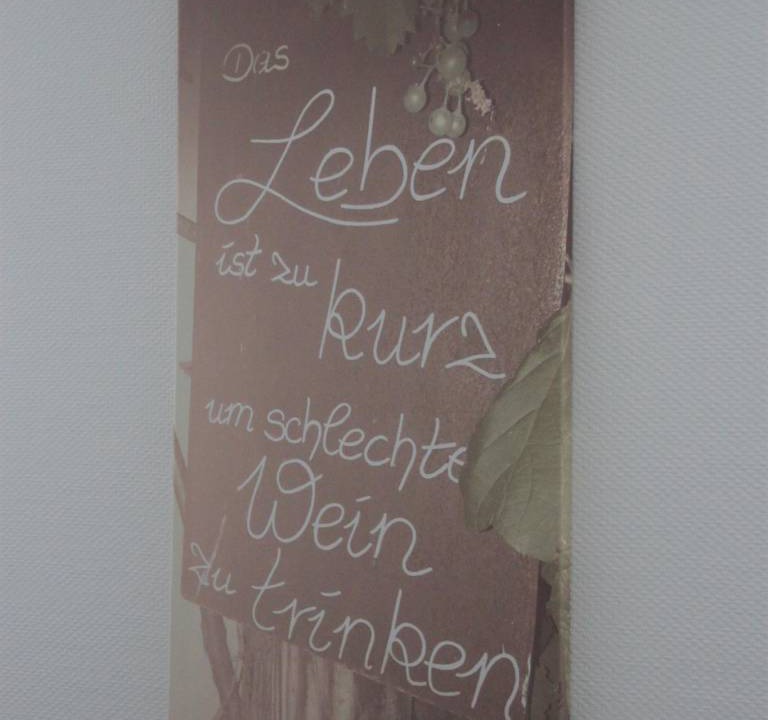 Das
Leben
ist zu
kurz
um schlechte
Wein
zu trinken